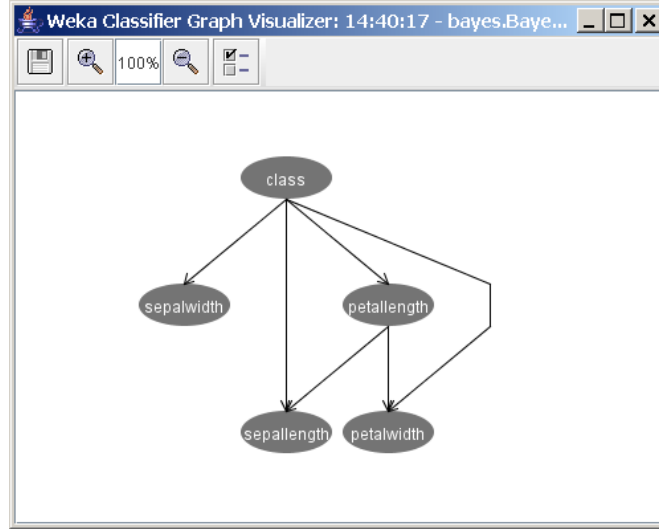 Weka Classifier Graph Visualizer: 14:40:17 - bayes.Baye...
100%
class
sepalwidth
petallength
sepallength
petalwidth